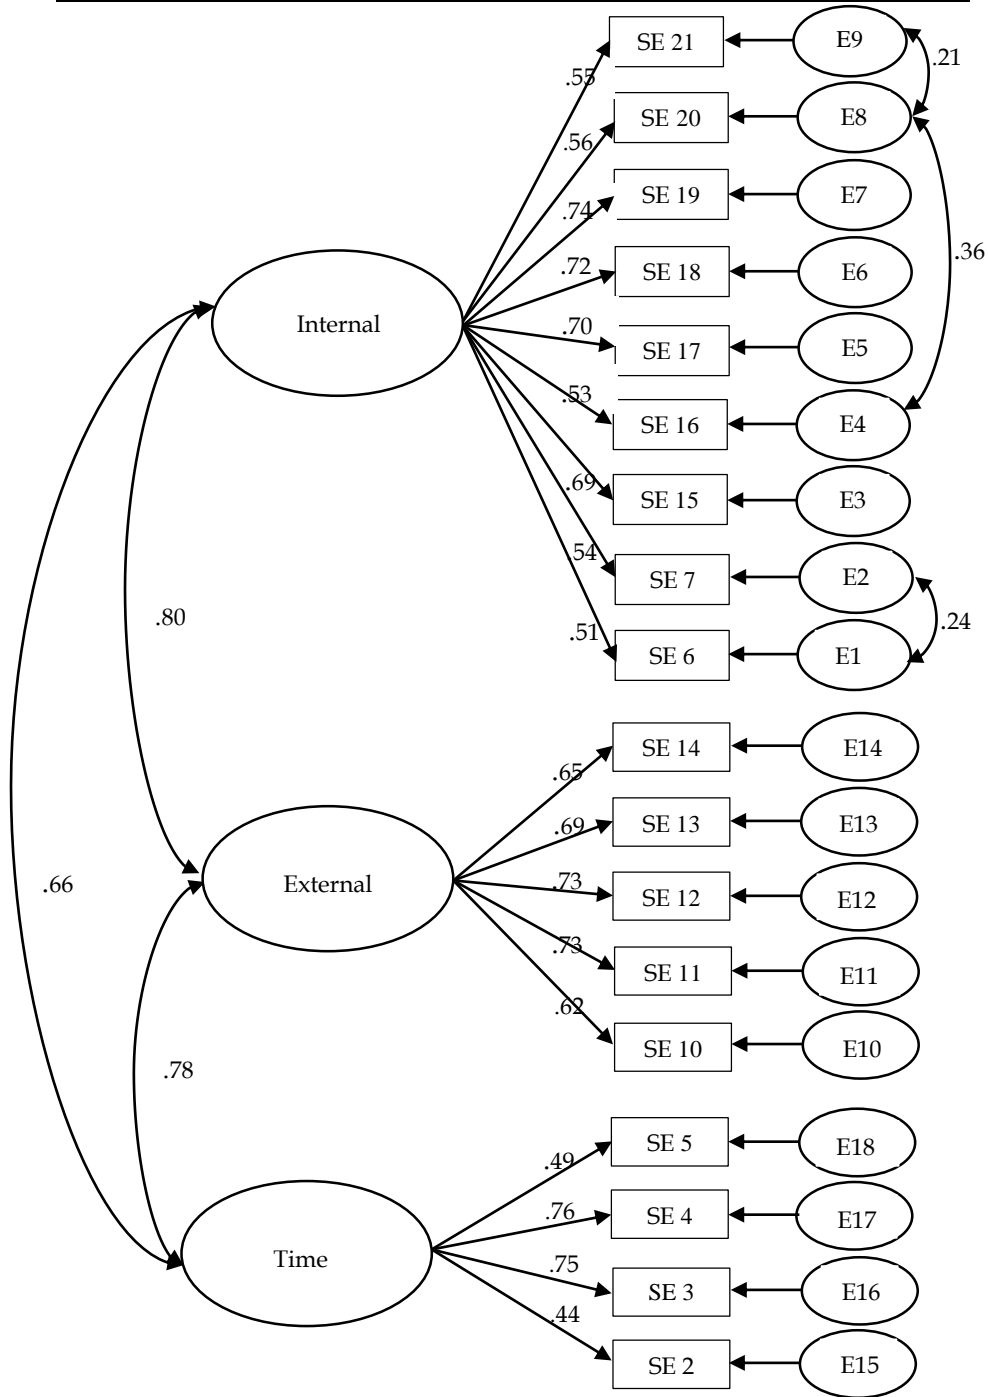 SE 21
E9
.21
.55
SE 20
E8
.56
SE 19
E7
.74
.36
SE 18
E6
.72
Internal
.70
SE 17
E5
.53
SE 16
E4
.69
SE 15
E3
.54
SE 7
E2
.24
.80
.51
SE 6
E1
SE 14
E14
.65
SE 13
E13
.69
.66
External
.73
SE 12
E12
.73
SE 11
E11
.62
SE 10
E10
.78
SE 5
E18
.49
SE 4
E17
.76
Time
.75
SE 3
E16
.44
SE 2
E15